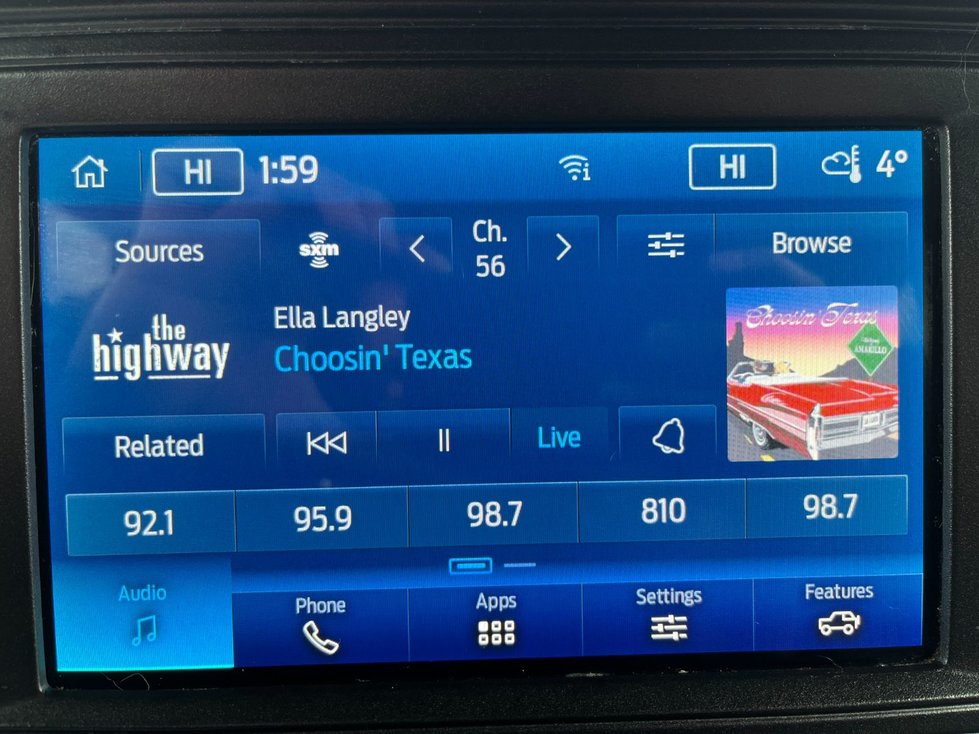 HI 1:59 HI 4°
Sources sxm Ch. 56 Browse
the highway
Ella Langley
Choosin' Texas
Choosin' Texas
AMARILLO
Related Live
92.1 95.9 98.7 810 98.7
Audio Phone Apps Settings Features